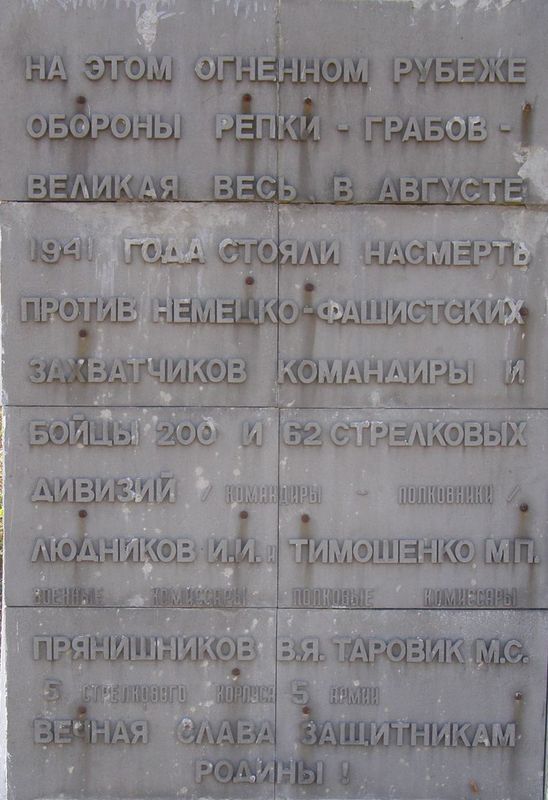 НА ЭТОМ ОГНЕННОМ РУБЕЖЕ
ОБОРОНЫ РЕПКИ - ГРАБОВ -
ВЕЛИКАЯ ВЕСЬ В АВГУСТЕ
1941 ГОДА СТОЯЛИ НАСМЕРТЬ
ПРОТИВ НЕМЕЦКО-ФАШИСТСКИХ
ЗАХВАТЧИКОВ КОМАНДИРЫ И
БОЙЦЫ 200 И 62 СТРЕЛКОВЫХ
ДИВИЗИЙ / КОМАНДИРЫ - ПОЛКОВНИКИ /
ЛЮДНИКОВ И.И. И ТИМОШЕНКО М.П.
ВОЕННЫЕ КОМИССАРЫ ПОЛКОВЫЕ КОМИССАРЫ
ПРЯНИШНИКОВ В.Я. ТАРОВИК М.С.
5 СТРЕЛКОВОГО КОРПУСА 5 АРМИИ
ВЕЧНАЯ СЛАВА ЗАЩИТНИКАМ
РОДИНЫ !